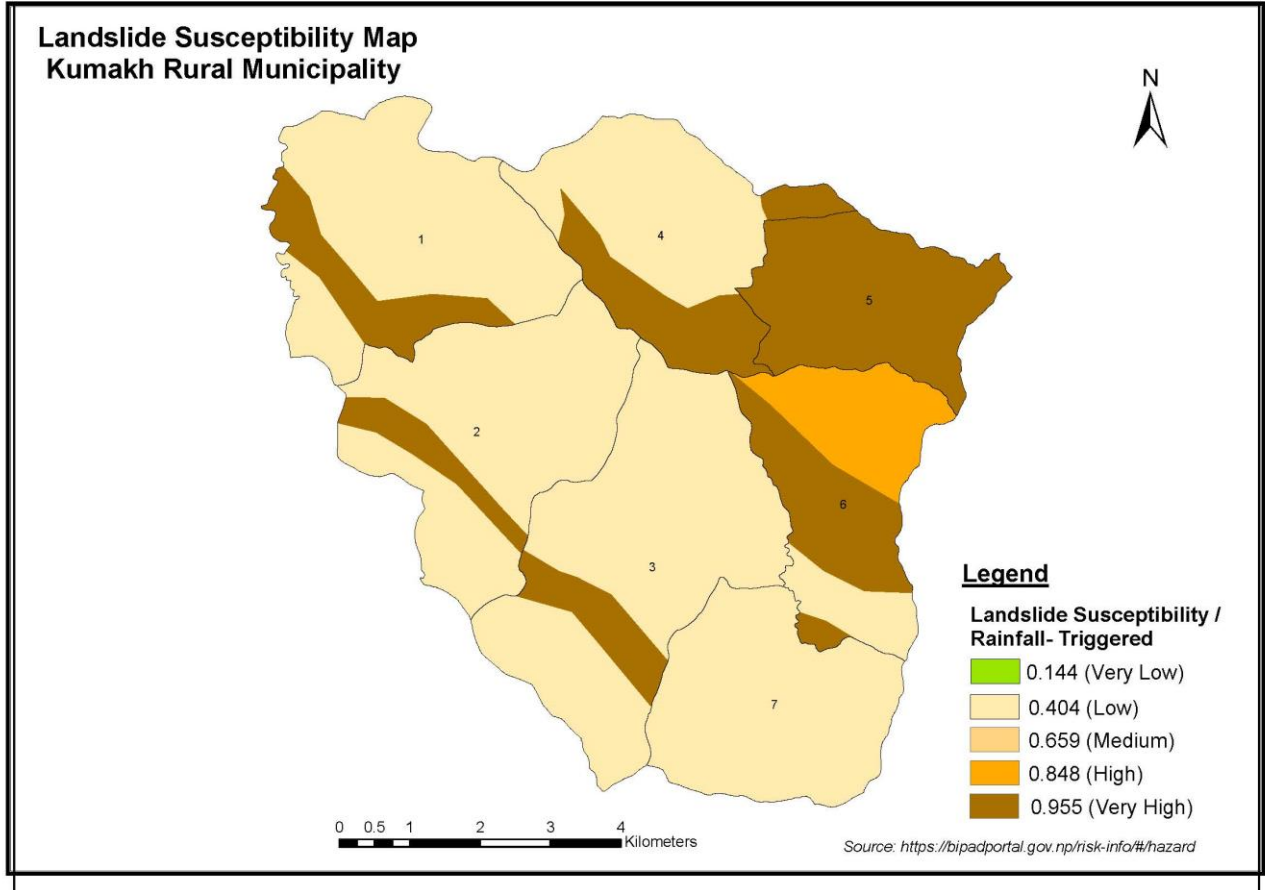 Landslide Susceptibility Map
Kumakh Rural Municipality
N
1
4
5
2
6
3
7
Legend
Landslide Susceptibility /
Rainfall- Triggered
0.144 (Very Low)
0.404 (Low)
0.659 (Medium)
0.848 (High)
0.955 (Very High)
0 0.5 1 2 3 4
Kilometers
Source: https://bipadportal.gov.np/risk-info/#/hazard